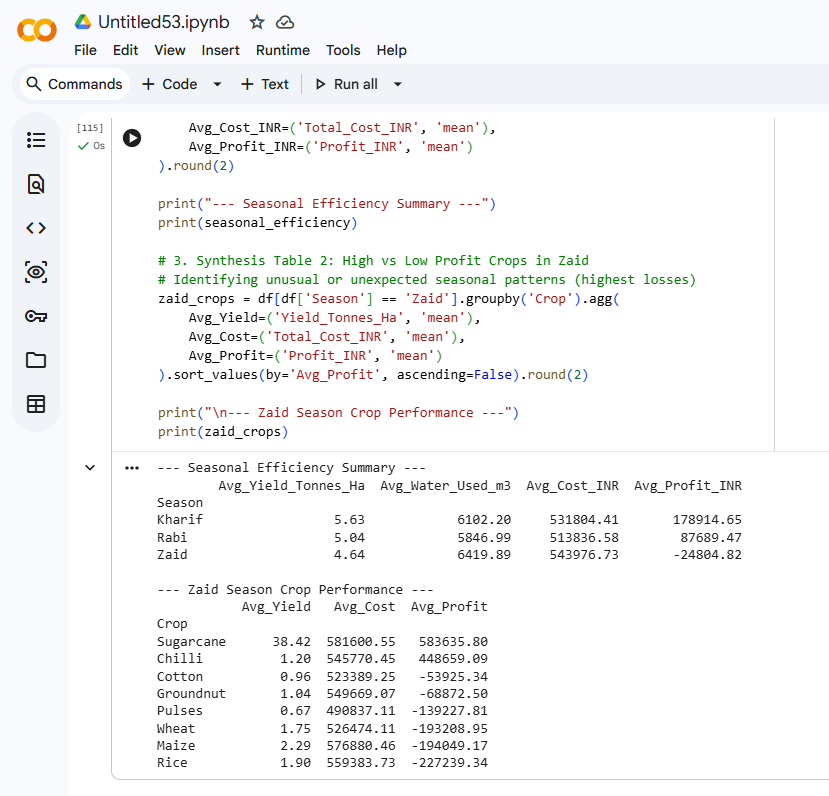 Untitled53.ipynb
File Edit View Insert Runtime Tools Help
Commands + Code + Text Run all
[115]
0s
Avg_Cost_INR=('Total_Cost_INR', 'mean'),
Avg_Profit_INR=('Profit_INR', 'mean')
).round(2)
print("--- Seasonal Efficiency Summary ---")
print(seasonal_efficiency)
# 3. Synthesis Table 2: High vs Low Profit Crops in Zaid
# Identifying unusual or unexpected seasonal patterns (highest losses)
zaid_crops = df[df['Season'] == 'Zaid'].groupby('Crop').agg(
Avg_Yield=('Yield_Tonnes_Ha', 'mean'),
Avg_Cost=('Total_Cost_INR', 'mean'),
Avg_Profit=('Profit_INR', 'mean')
).sort_values(by='Avg_Profit', ascending=False).round(2)
print("\n--- Zaid Season Crop Performance ---")
print(zaid_crops)
--- Seasonal Efficiency Summary ---
Avg_Yield_Tonnes_Ha Avg_Water_Used_m3 Avg_Cost_INR Avg_Profit_INR
Season
Kharif 5.63 6102.20 531804.41 178914.65
Rabi 5.04 5846.99 513836.58 87689.47
Zaid 4.64 6419.89 543976.73 -24804.82
--- Zaid Season Crop Performance ---
Avg_Yield Avg_Cost Avg_Profit
Crop
Sugarcane 38.42 581600.55 583635.80
Chilli 1.20 545770.45 448659.09
Cotton 0.96 523389.25 -53925.34
Groundnut 1.04 549669.07 -68872.50
Pulses 0.67 490837.11 -139227.81
Wheat 1.75 526474.11 -193208.95
Maize 2.29 576880.46 -194049.17
Rice 1.90 559383.73 -227239.34